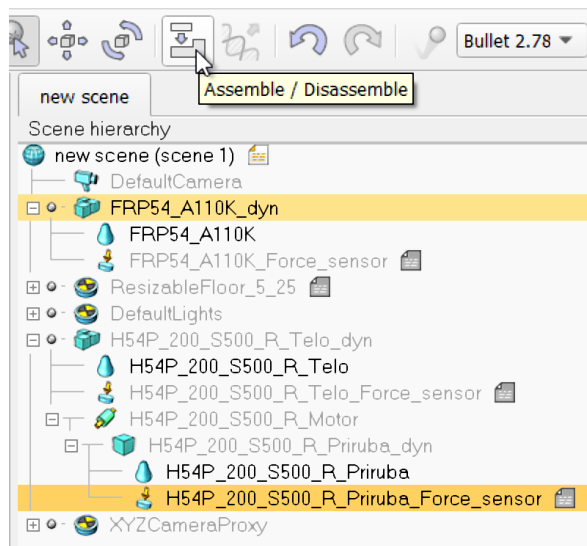 Bullet 2.78
Assemble / Disassemble
new scene
Scene hierarchy
new scene (scene 1)
DefaultCamera
FRP54_A110K_dyn
FRP54_A110K
FRP54_A110K_Force_sensor
ResizableFloor_5_25
DefaultLights
H54P_200_S500_R_Telo_dyn
H54P_200_S500_R_Telo
H54P_200_S500_R_Telo_Force_sensor
H54P_200_S500_R_Motor
H54P_200_S500_R_Priruba_dyn
H54P_200_S500_R_Priruba
H54P_200_S500_R_Priruba_Force_sensor
XYZCameraProxy